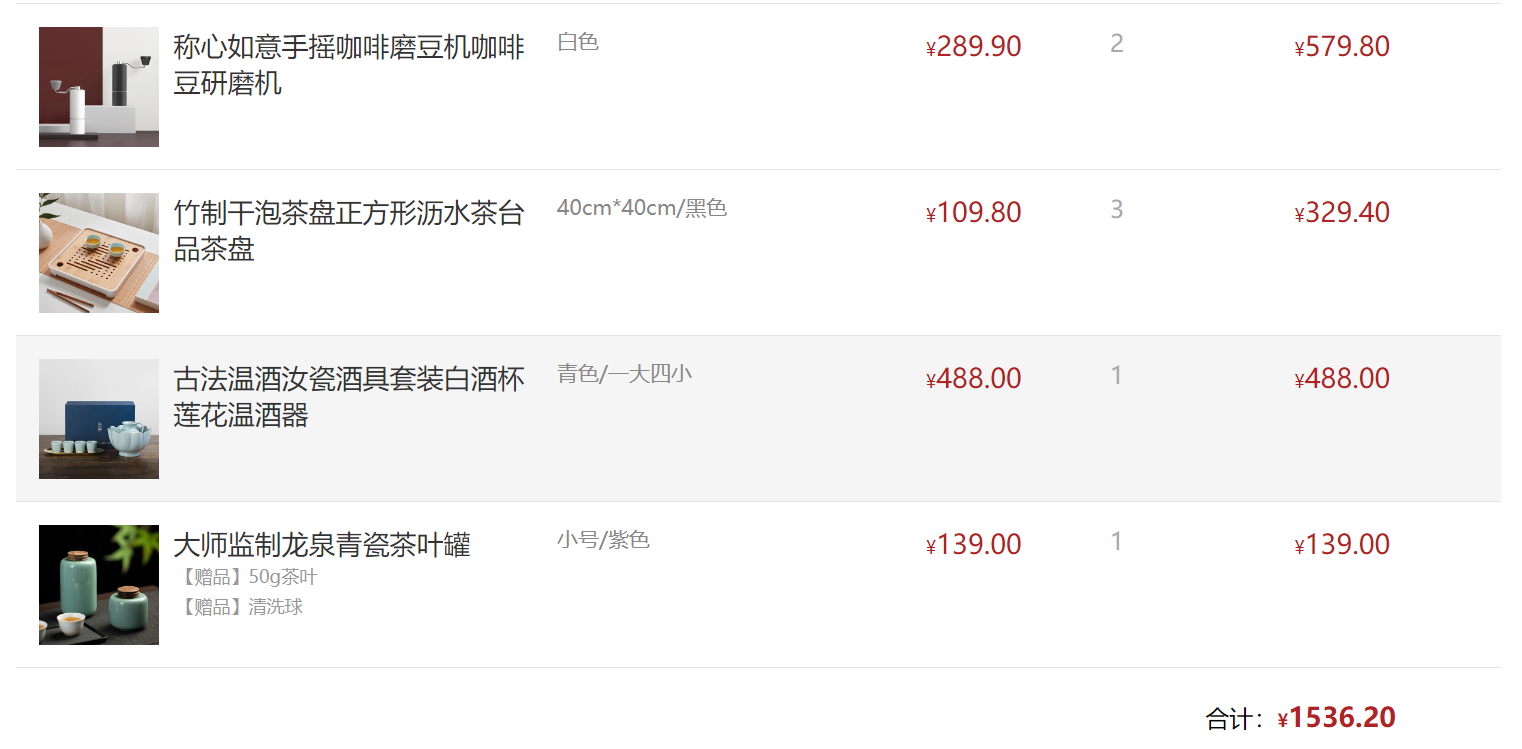 称心如意手摇咖啡磨豆机咖啡 白色 ¥289.90 2 ¥579.80
豆研磨机
竹制干泡茶盘正方形沥水茶台 40cm*40cm/黑色 ¥109.80 3 ¥329.40
品茶盘
古法温酒汝瓷酒具套装白酒杯 青色/一大四小 ¥488.00 1 ¥488.00
莲花温酒器
大师监制龙泉青瓷茶叶罐 小号/紫色 ¥139.00 1 ¥139.00
【赠品】50g茶叶
【赠品】清洗球
合计：¥1536.20